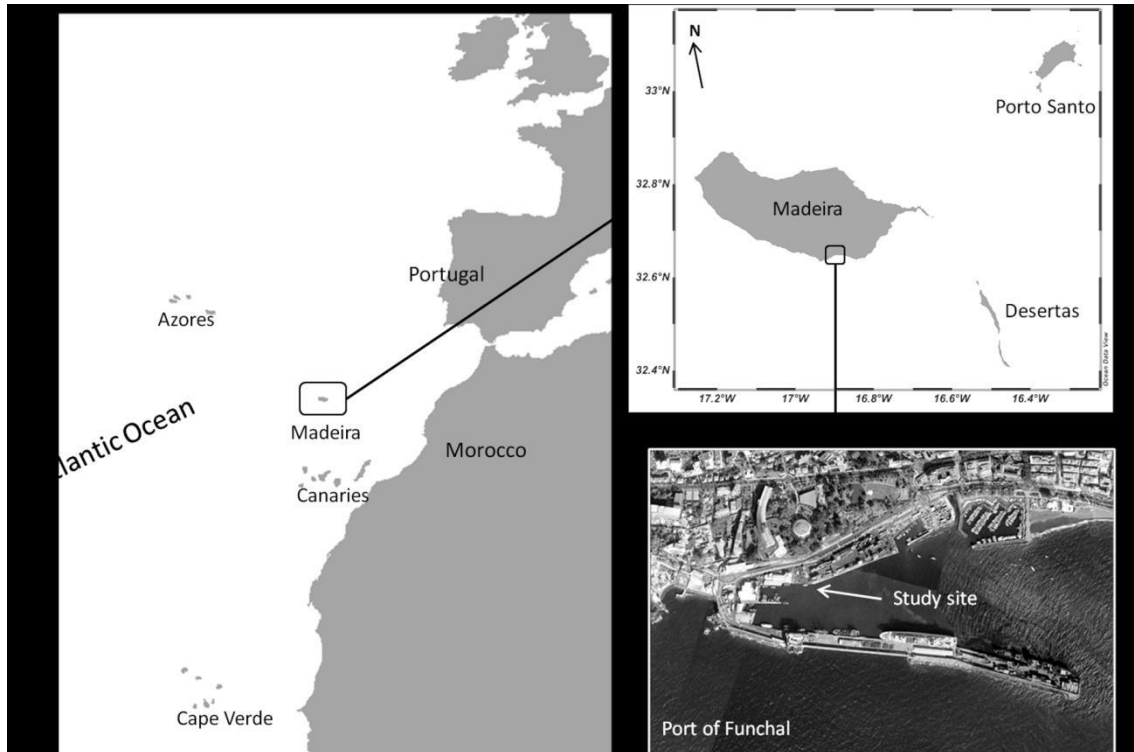 Portugal
Azores
tlantic Ocean
Madeira
Morocco
Canaries
Cape Verde
N
33°N
32.8°N
32.6°N
32.4°N
17.2°W
17°W
16.8°W
16.6°W
16.4°W
Porto Santo
Madeira
Desertas
Ocean Data View
Study site
Port of Funchal